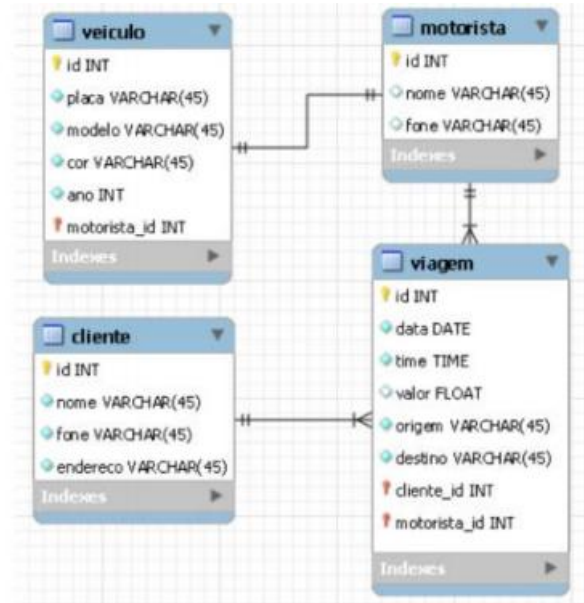 veiculo
id INT
placa VARCHAR(45)
modelo VARCHAR(45)
cor VARCHAR(45)
ano INT
motorista_id INT
Indexes
motorista
id INT
nome VARCHAR(45)
fone VARCHAR(45)
Indexes
cliente
id INT
nome VARCHAR(45)
fone VARCHAR(45)
endereco VARCHAR(45)
Indexes
viagem
id INT
data DATE
time TIME
valor FLOAT
origem VARCHAR(45)
destino VARCHAR(45)
cliente_id INT
motorista_id INT
Indexes